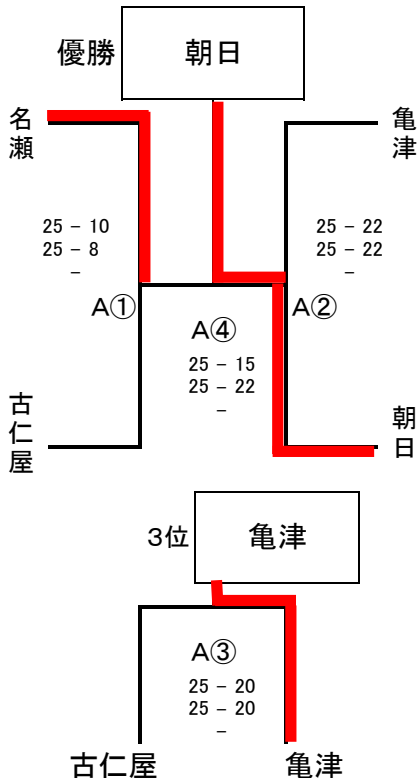 優勝 朝日
名瀬
亀津
25 － 10
25 － 8
－
25 － 22
25 － 22
－
A①
A②
A④
25 － 15
25 － 22
－
古仁屋
朝日
3位 亀津
A③
25 － 20
25 － 20
－
古仁屋 亀津